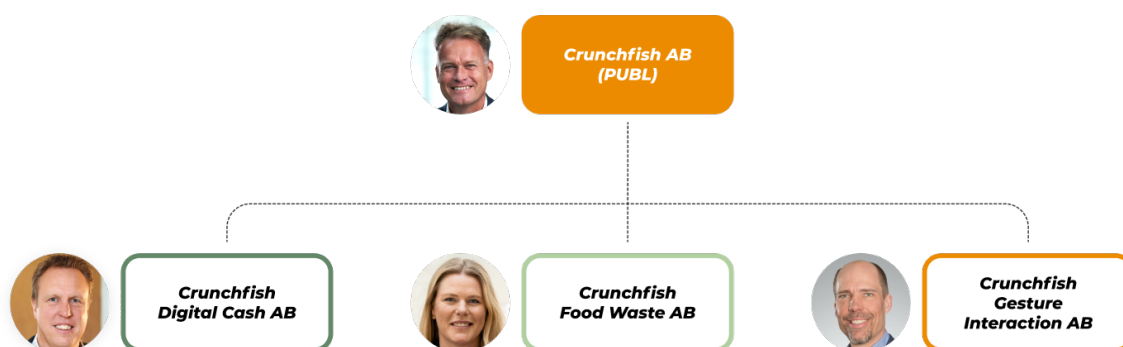 Crunchfish AB
(PUBL)
Crunchfish
Digital Cash AB
Crunchfish
Food Waste AB
Crunchfish
Gesture
Interaction AB